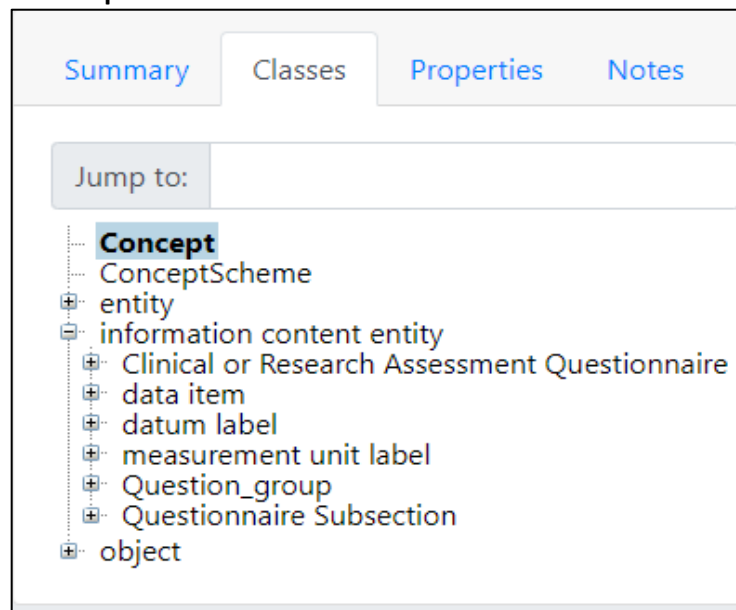 Summary Classes Properties Notes
Jump to:
Concept
ConceptScheme
entity
information content entity
Clinical or Research Assessment Questionnaire
data item
datum label
measurement unit label
Question_group
Questionnaire Subsection
object